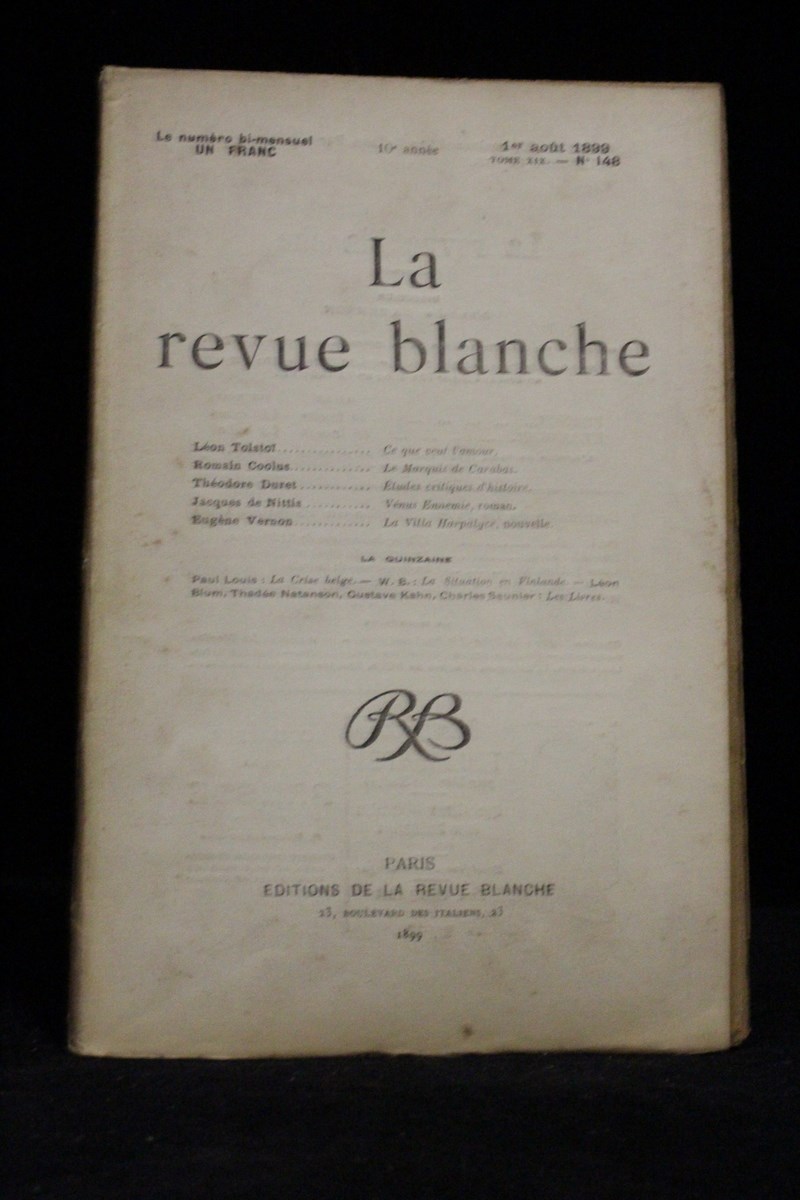 Le numéro bi-mensuel
UN FRANC
10e année
1er août 1899
TOME XIX. — No 148
La
revue blanche
Léon Tolstoï............... Ce que veut l'amour.
Romain Coolus............. Le Marquis de Carabas.
Théodore Duret........... Études critiques d'histoire.
Jacques de Nittis........... Vénus Ennemie, roman.
Eugène Vernon............. La Villa Harpalyce, nouvelle.
LA QUINZAINE
Paul Louis : La Crise belge. — W. B. : La Situation en Finlande. — Léon
Blum, Thadée Natanson, Gustave Kahn, Charles Saunier : Les Livres.
RB
PARIS
EDITIONS DE LA REVUE BLANCHE
23, BOULEVARD DES ITALIENS, 23
1899